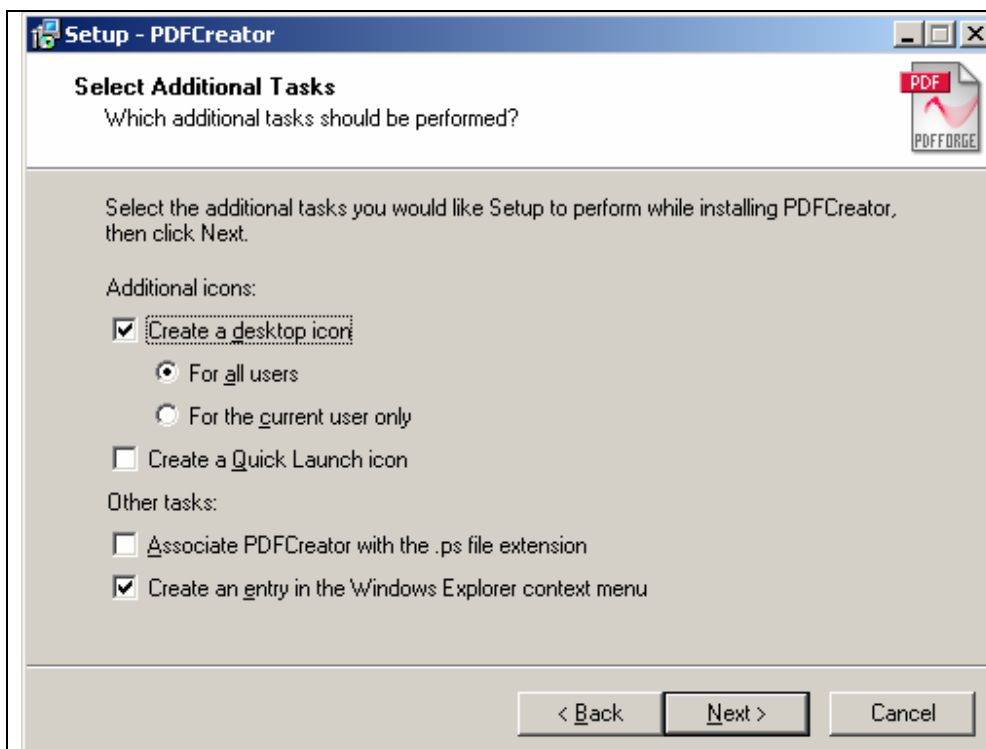 Setup - PDFCreator
Select Additional Tasks
Which additional tasks should be performed?
PDF
PDFFORGE
Select the additional tasks you would like Setup to perform while installing PDFCreator,
then click Next.
Additional icons:
Create a desktop icon
For all users
For the current user only
Create a Quick Launch icon
Other tasks:
Associate PDFCreator with the .ps file extension
Create an entry in the Windows Explorer context menu
< Back Next > Cancel